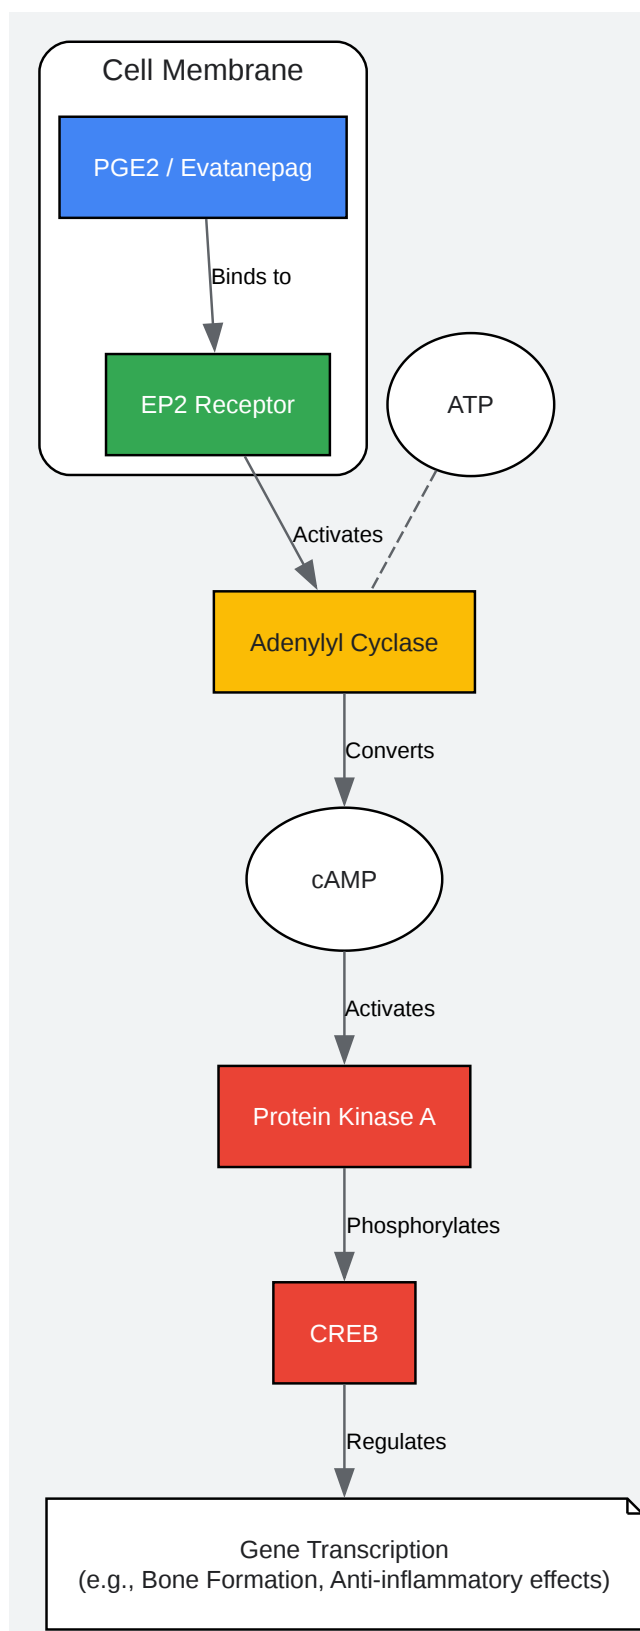 Cell Membrane
PGE2 / Evatanepag
Binds to
EP2 Receptor
ATP
Activates
Adenylyl Cyclase
Converts
cAMP
Activates
Protein Kinase A
Phosphorylates
CREB
Regulates
Gene Transcription
(e.g., Bone Formation, Anti-inflammatory effects)